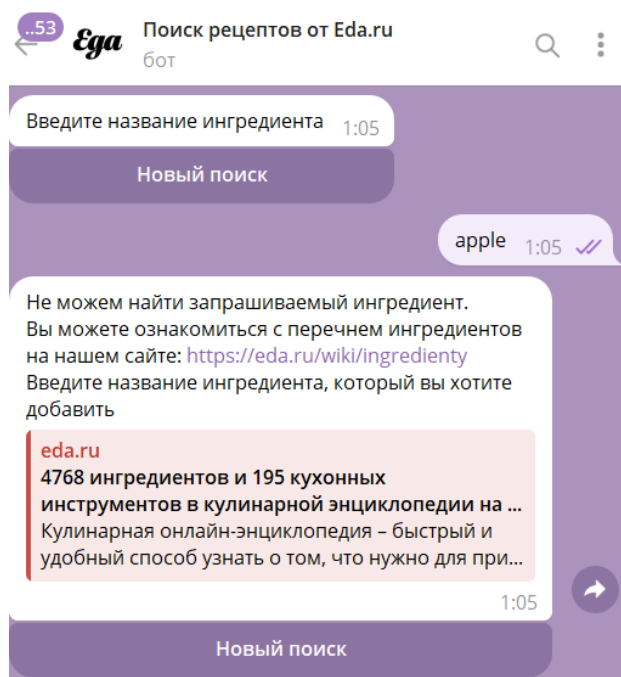 ..53
Еда
Поиск рецептов от Eda.ru
бот
Введите название ингредиента 1:05
Новый поиск
apple 1:05
Не можем найти запрашиваемый ингредиент.
Вы можете ознакомиться с перечнем ингредиентов
на нашем сайте: https://eda.ru/wiki/ingredienty
Введите название ингредиента, который вы хотите
добавить
eda.ru
4768 ингредиентов и 195 кухонных
инструментов в кулинарной энциклопедии на ...
Кулинарная онлайн-энциклопедия – быстрый и
удобный способ узнать о том, что нужно для при...
1:05
Новый поиск